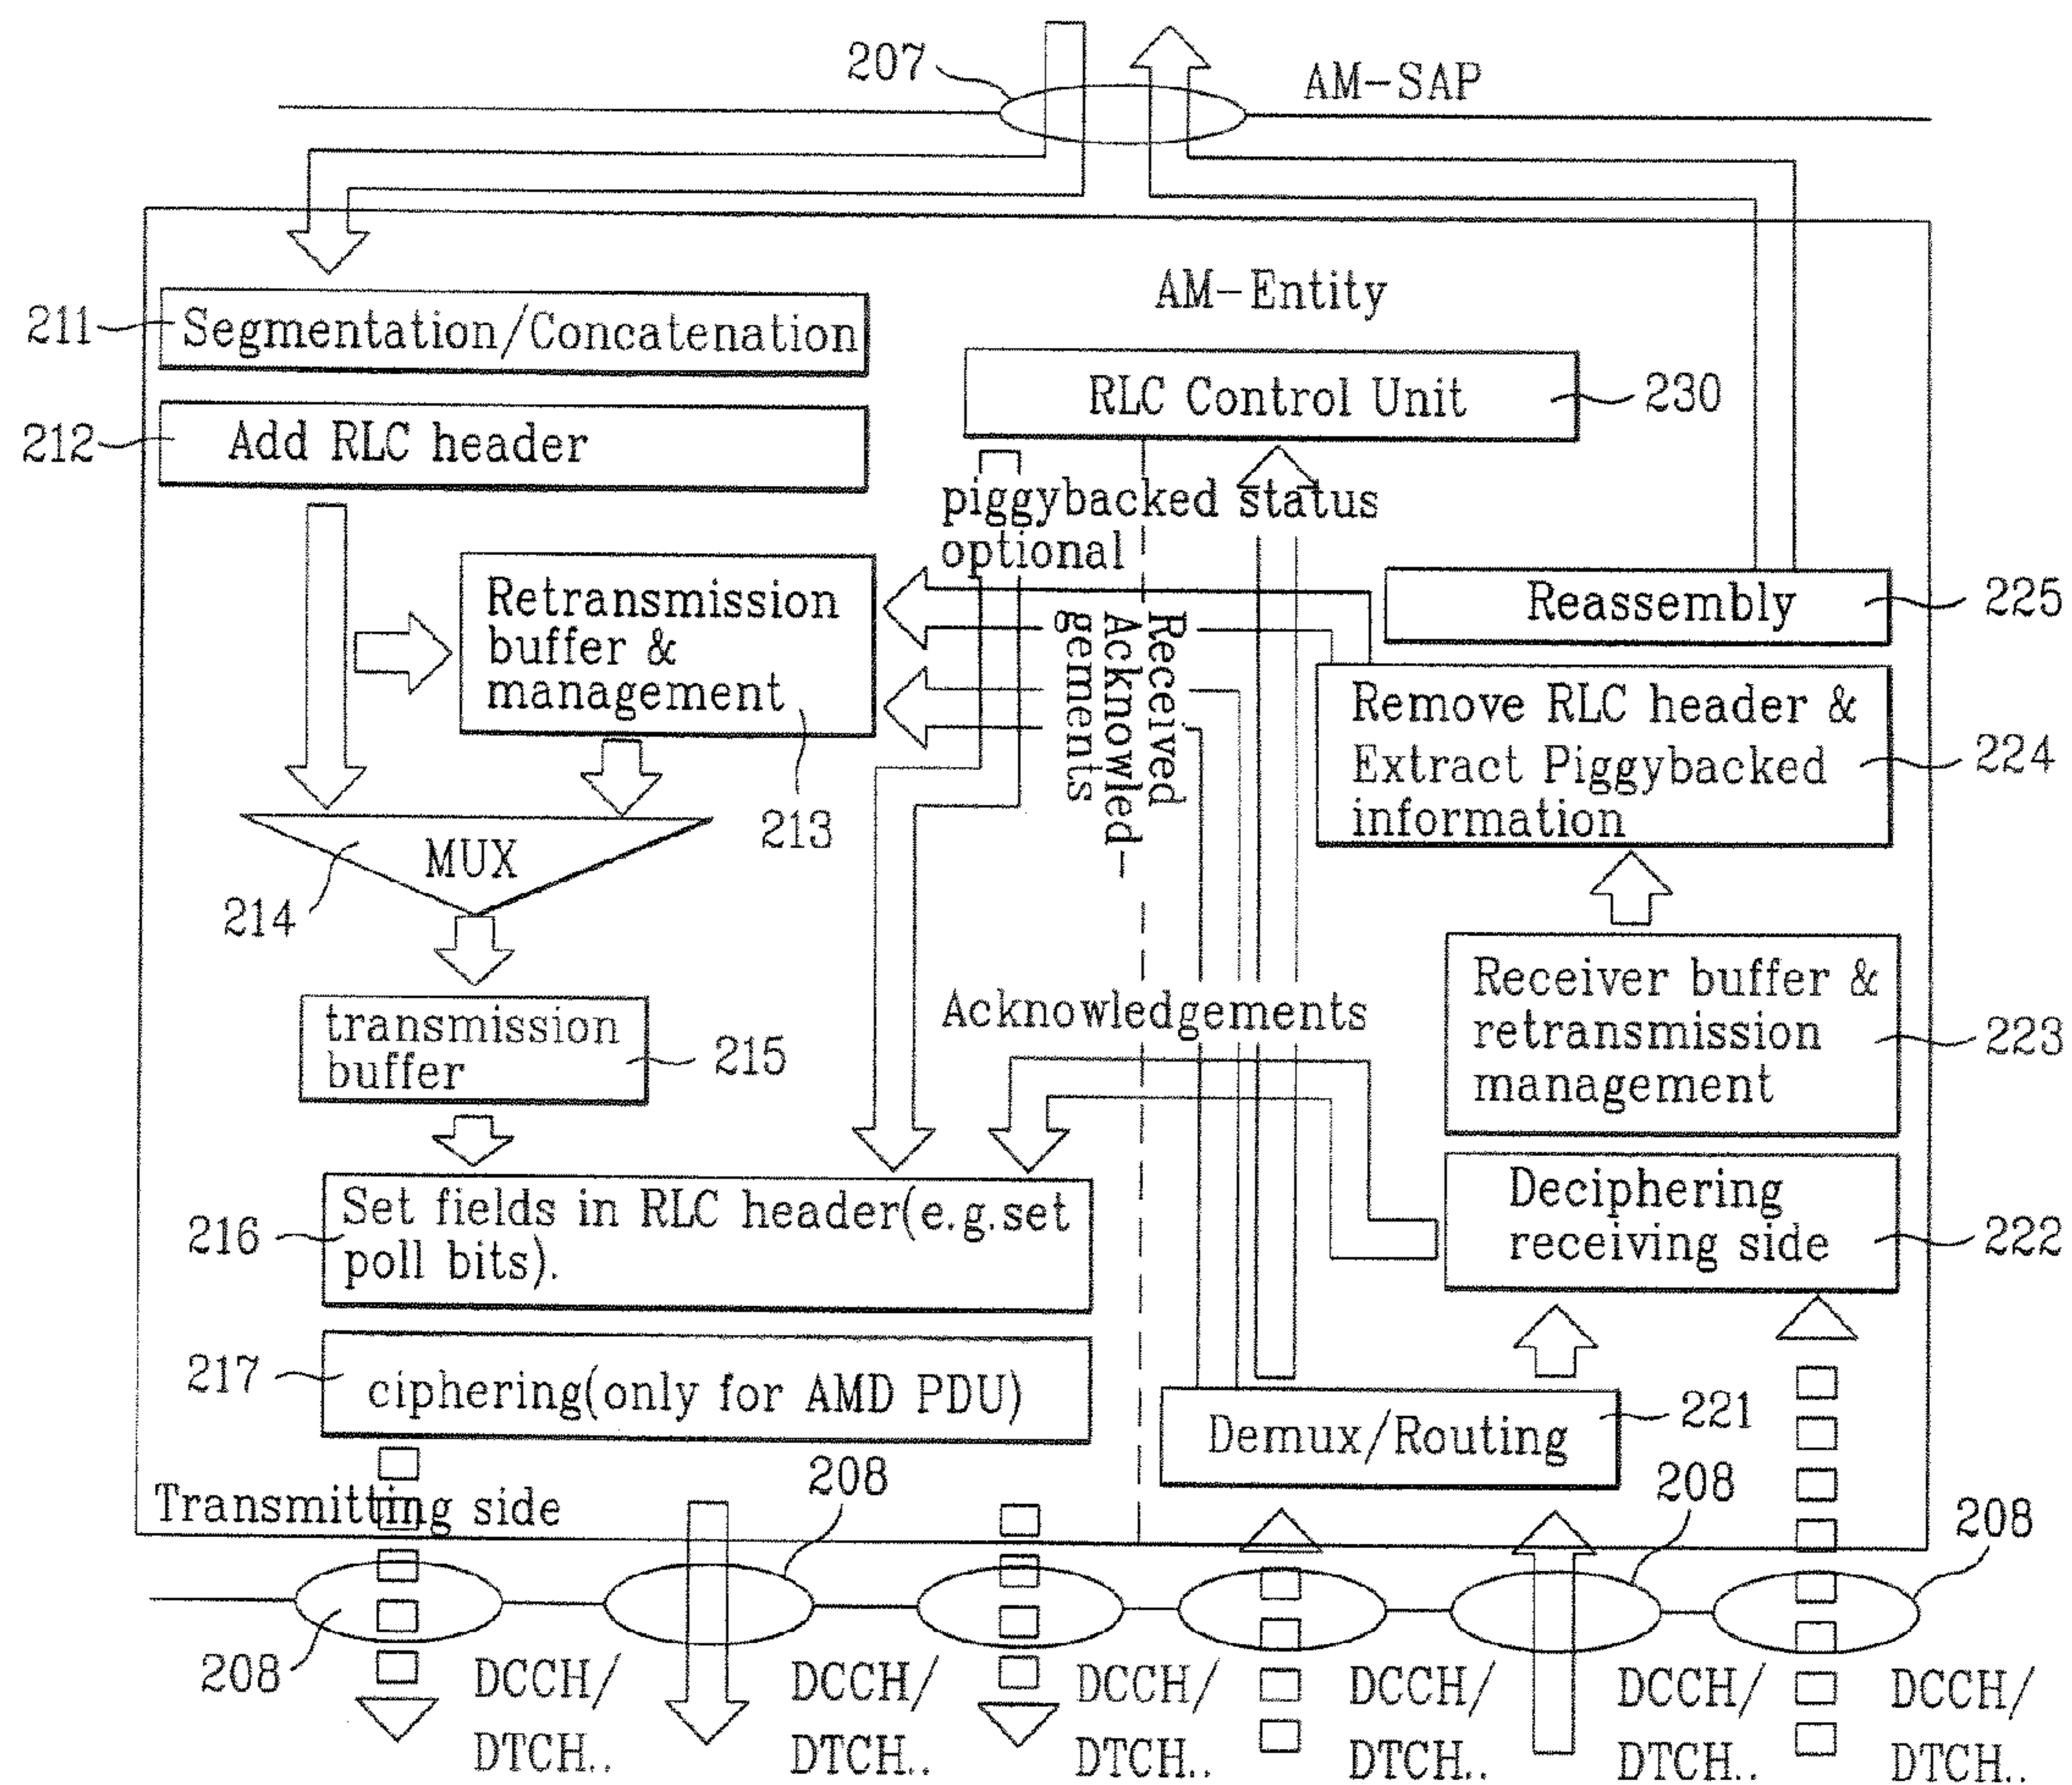 207
AM-SAP
AM-Entity
211
Segmentation/Concatenation
RLC Control Unit
230
212
Add RLC header
piggybacked status
optional
Retransmission
buffer &
management
213
Received
Acknowled-
gements
Reassembly
225
Remove RLC header &
Extract Piggybacked
information
224
MUX
214
Receiver buffer &
retransmission
management
223
Acknowledgements
transmission
buffer
215
Deciphering
receiving side
222
216
Set fields in RLC header(e.g.set
poll bits).
217
ciphering(only for AMD PDU)
Demux/Routing
221
Transmitting side
208
208
208
208
DCCH/
DTCH..
DCCH/
DTCH..
DCCH/
DTCH..
DCCH/
DTCH..
DCCH/
DTCH..
DCCH/
DTCH..